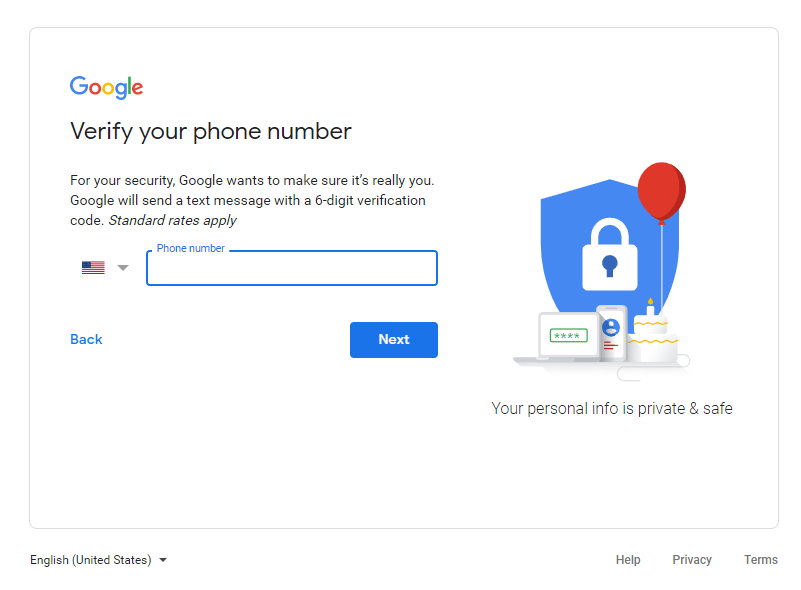 Google
Verify your phone number
For your security, Google wants to make sure it's really you.
Google will send a text message with a 6-digit verification
code. Standard rates apply
Phone number
Back
Next
****
Your personal info is private & safe
English (United States)
Help
Privacy
Terms